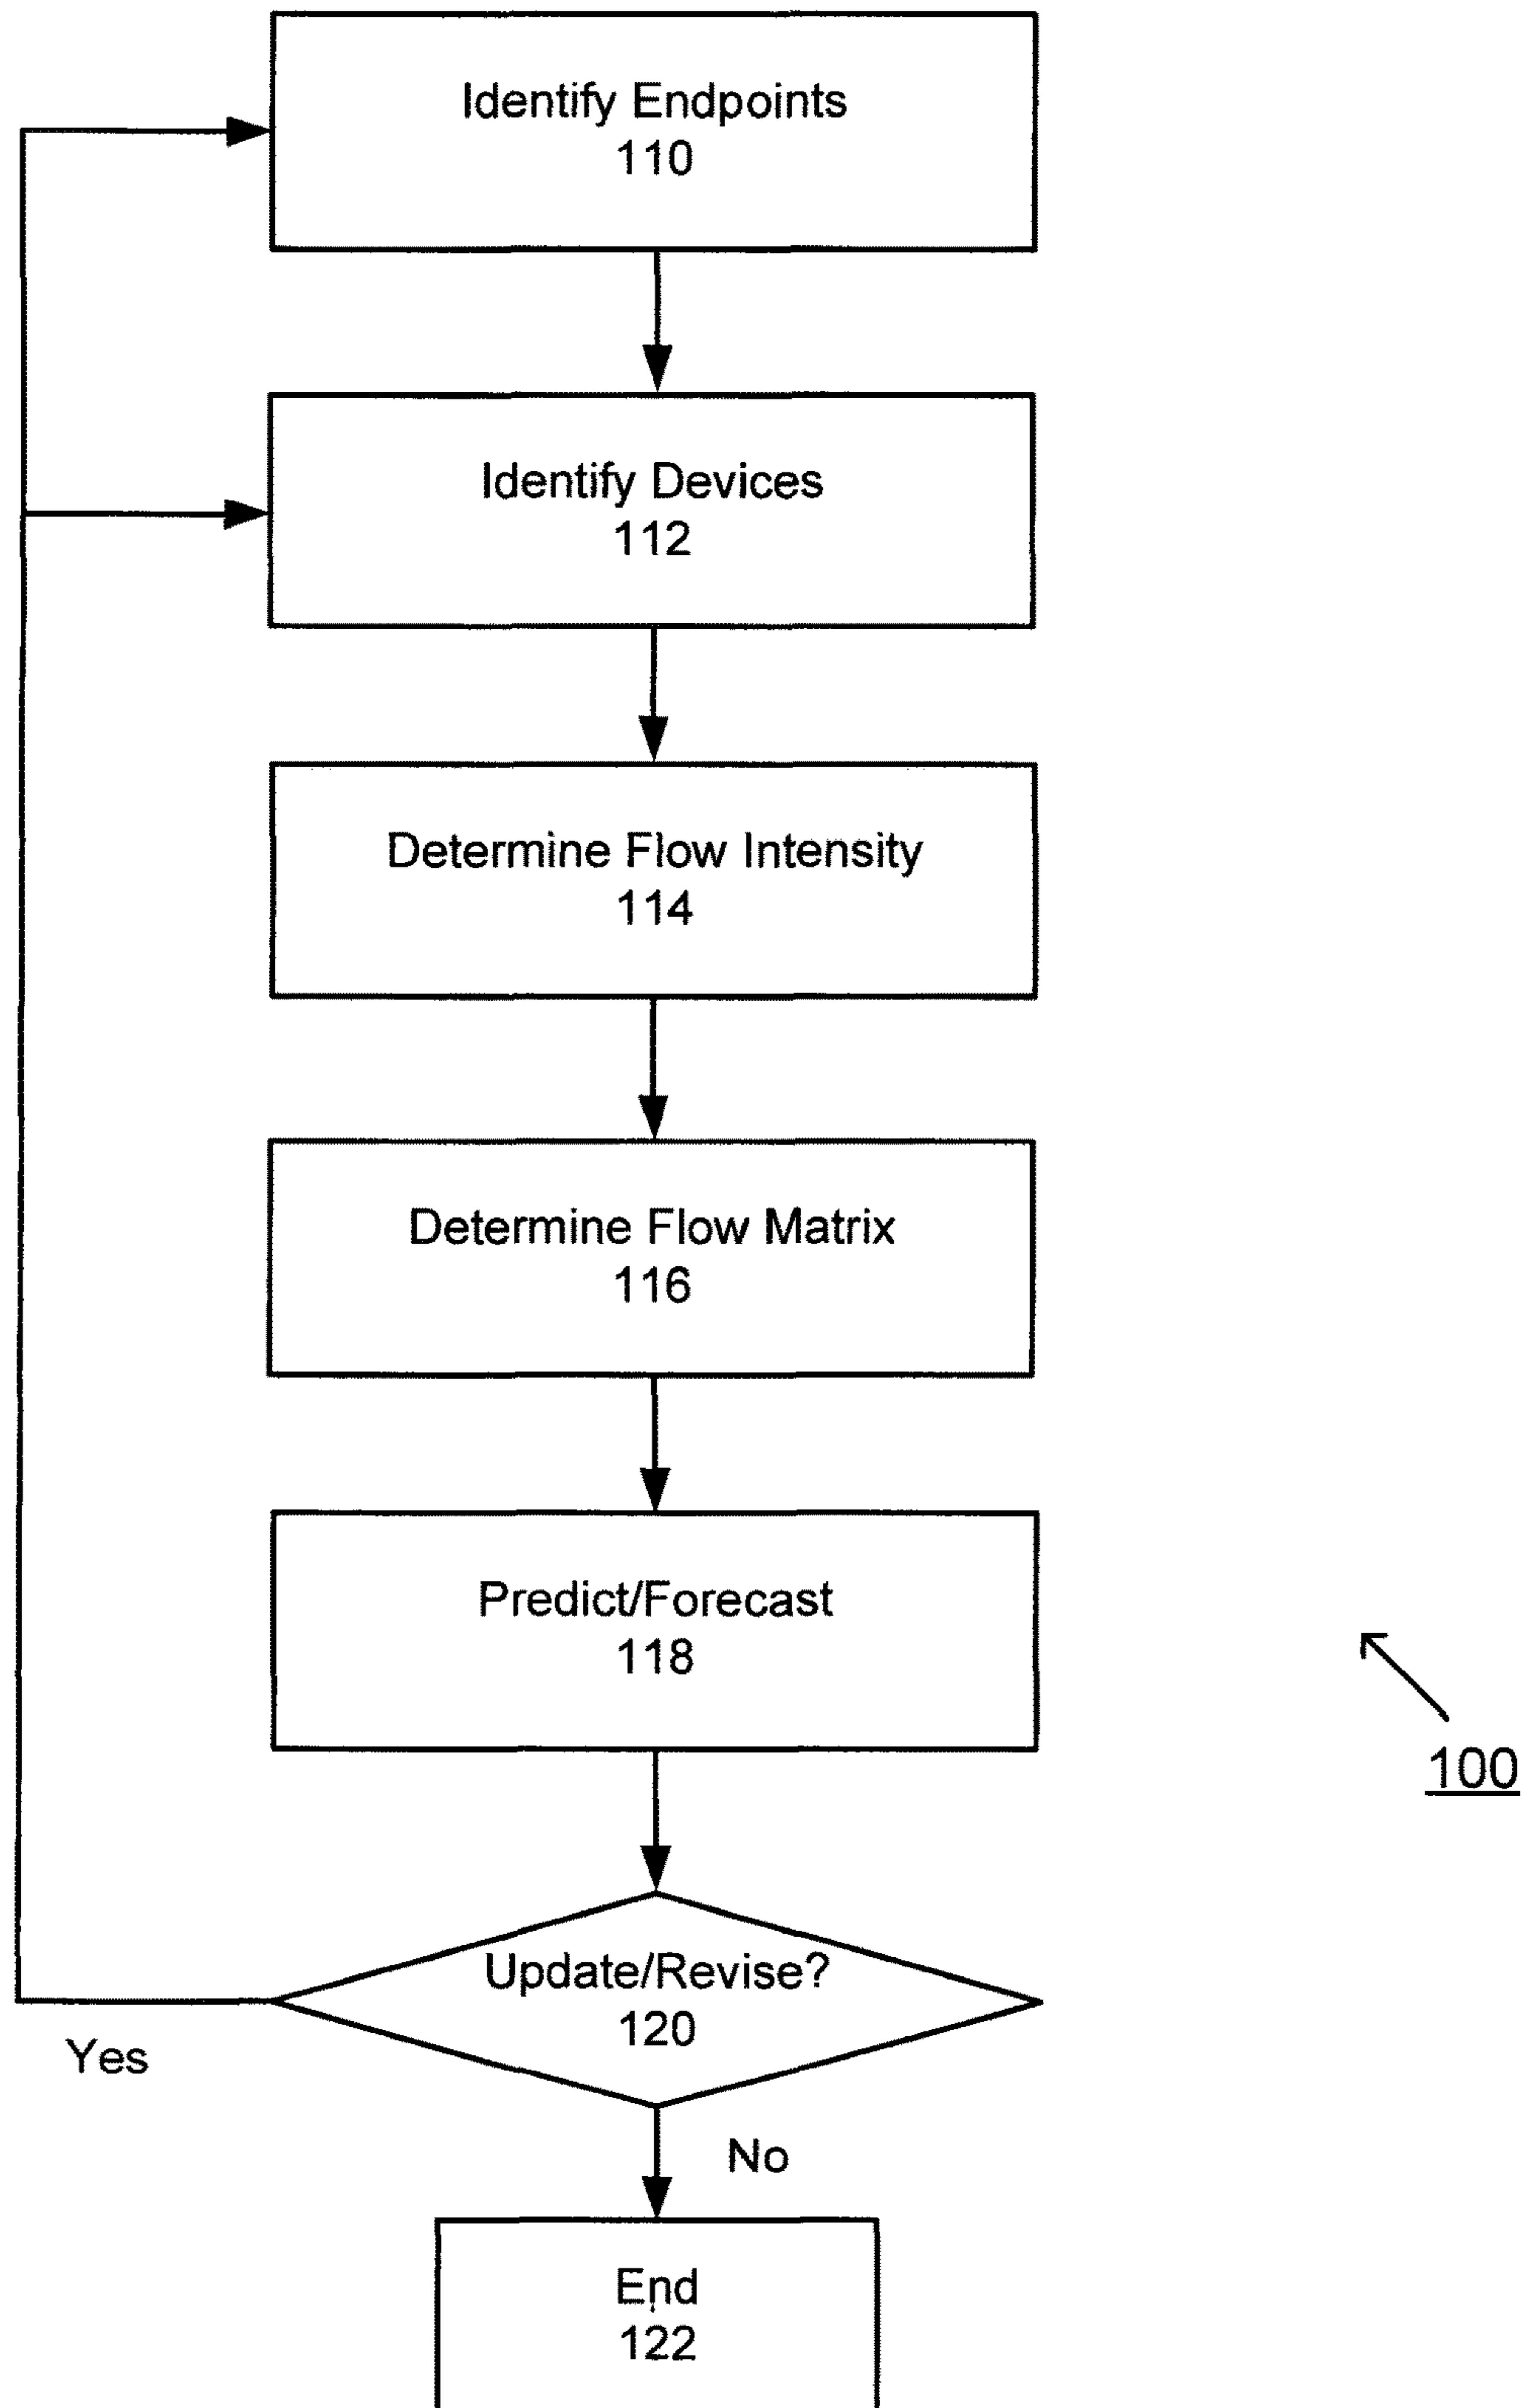 Identify Endpoints
110
Identify Devices
112
Determine Flow Intensity
114
Determine Flow Matrix
116
Predict/Forecast
118
100
Update/Revise?
120
Yes
No
End
122